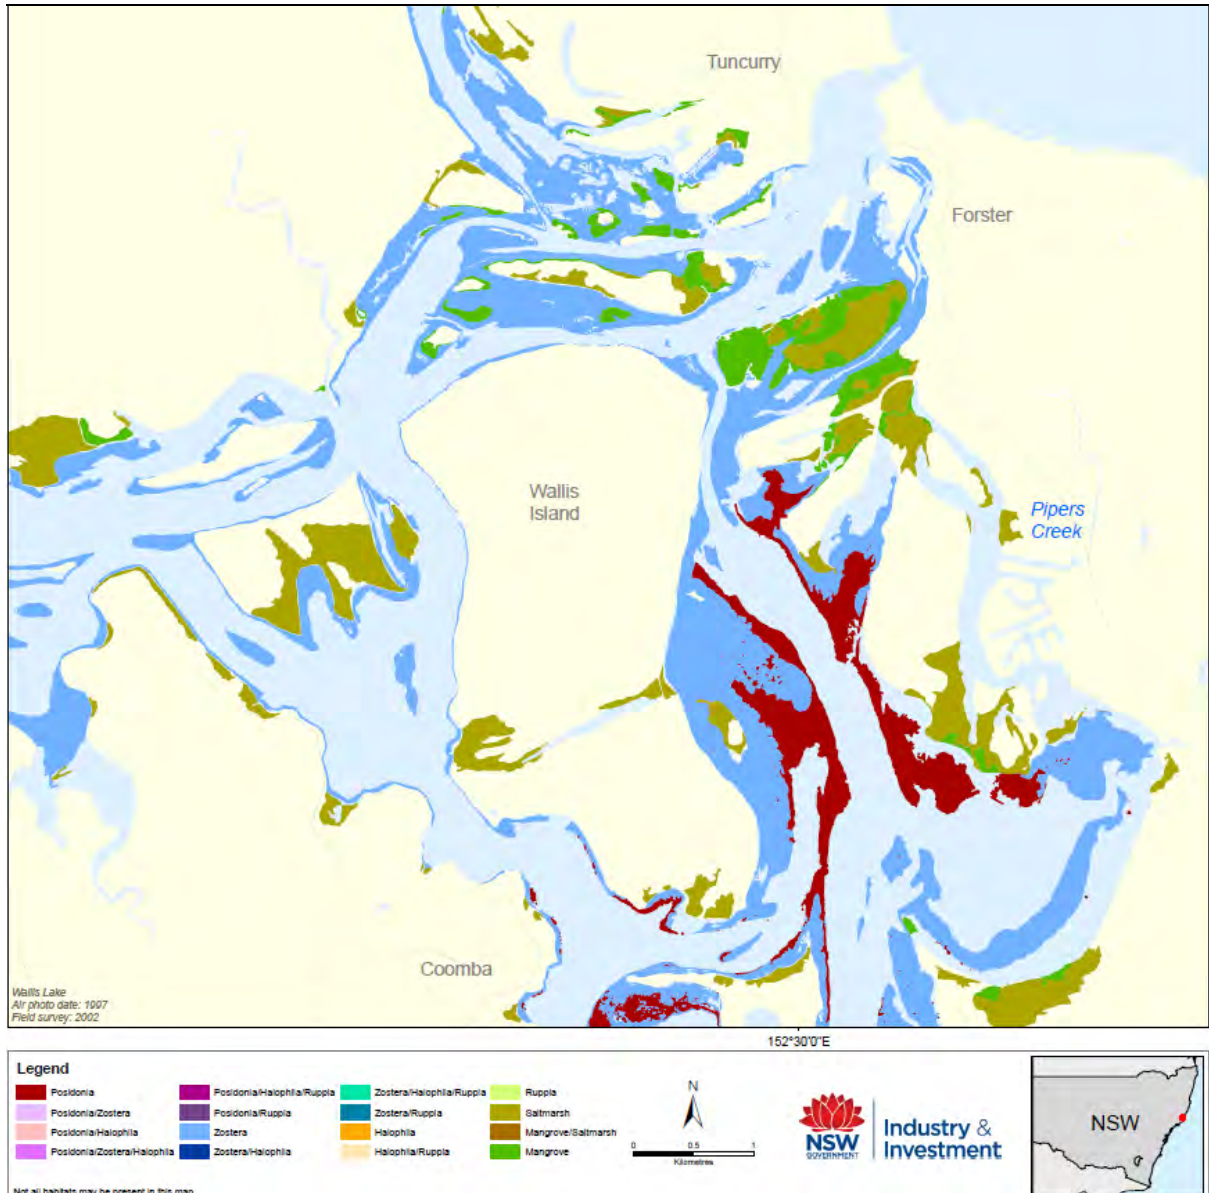 Tuncurry
Forster
Wallis
Island
Pipers
Creek
Coomba
Wallis Lake
Air photo date: 1997
Field survey: 2002
152°30'0"E
Legend
Posidonia
Posidonia/Zostera
Posidonia/Halophila
Posidonia/Zostera/Halophila
Posidonia/Halophila/Ruppia
Posidonia/Ruppia
Zostera
Zostera/Halophila
Zostera/Halophila/Ruppia
Zostera/Ruppia
Halophila
Halophila/Ruppia
Ruppia
Saltmarsh
Mangrove/Saltmarsh
Mangrove
N
0 0.5 1
Kilometres
NSW
GOVERNMENT
Industry &
Investment
NSW
Not all habitats may be present in this map